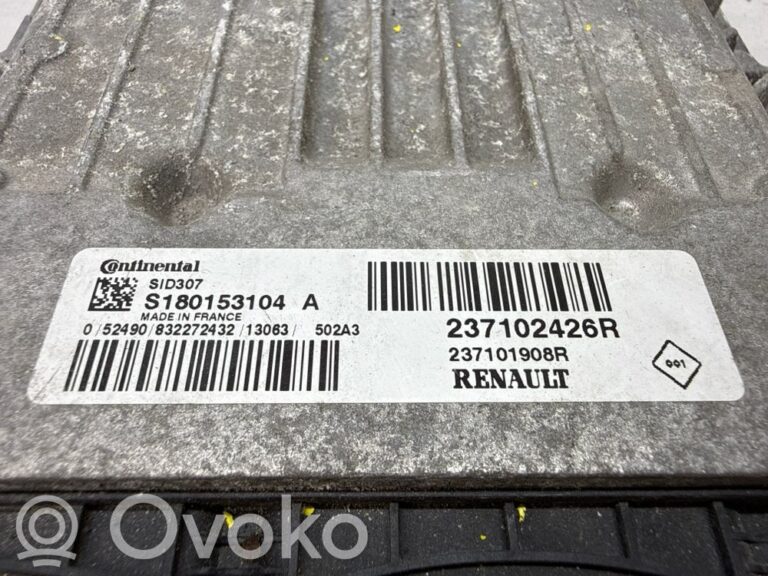 Continental
SID307
S180153104 A
MADE IN FRANCE
0/52490/832272432/13063/ 502A3
237102426R
237101908R
RENAULT
001
Ovoko